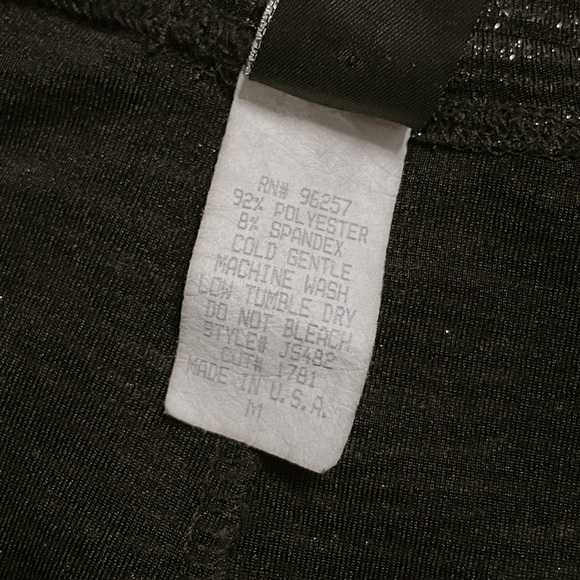 RN# 96257
92% POLYESTER
8% SPANDEX
COLD GENTLE
MACHINE WASH
LOW TUMBLE DRY
DO NOT BLEACH
STYLE# JS482
CUT# 1781
MADE IN U.S.A.
M